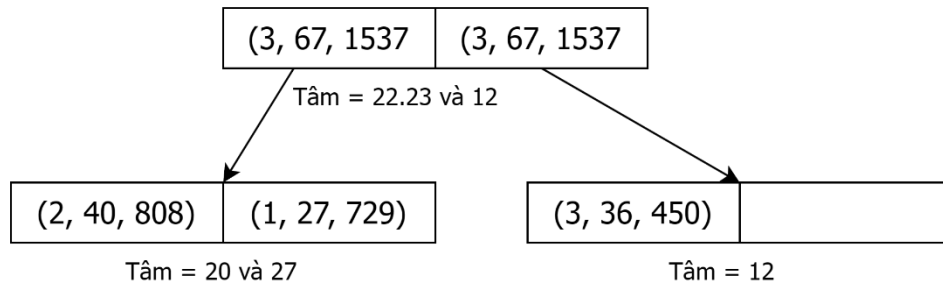 (3, 67, 1537 (3, 67, 1537
Tâm = 22.23 và 12
(2, 40, 808) (1, 27, 729) (3, 36, 450)
Tâm = 20 và 27 Tâm = 12